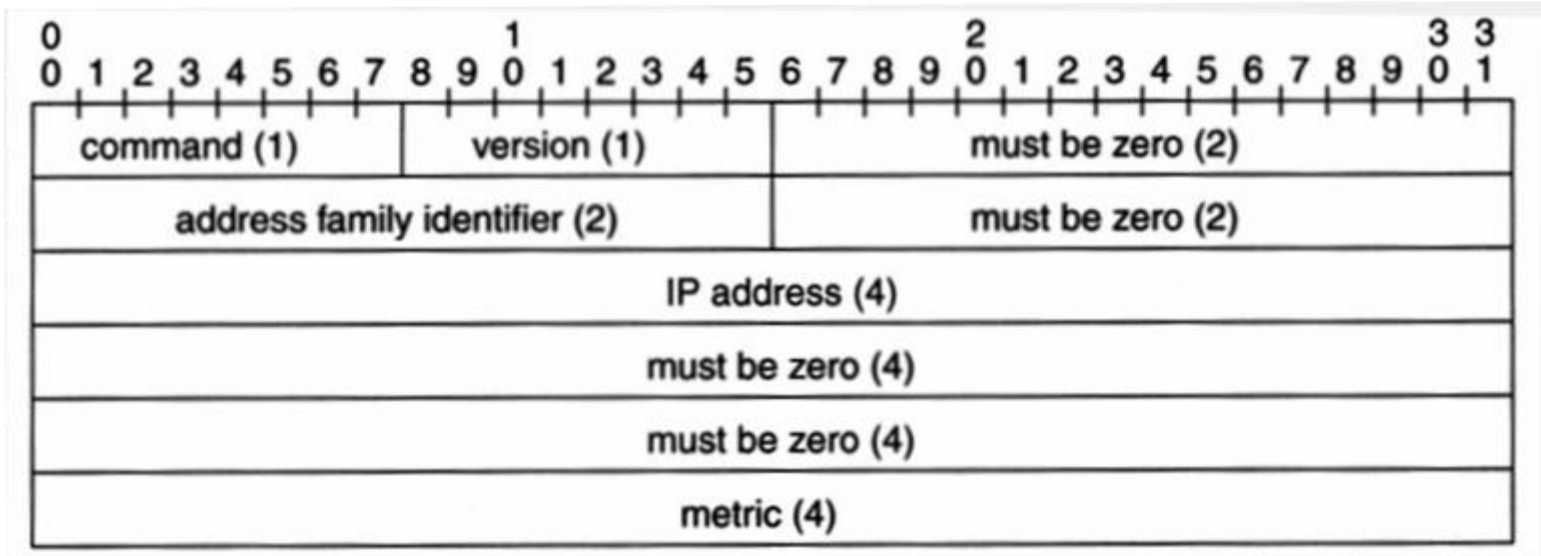 0 1 2 3 3
0 1 2 3 4 5 6 7 8 9 0 1 2 3 4 5 6 7 8 9 0 1 2 3 4 5 6 7 8 9 0 1
command (1) version (1) must be zero (2)
address family identifier (2) must be zero (2)
IP address (4)
must be zero (4)
must be zero (4)
metric (4)